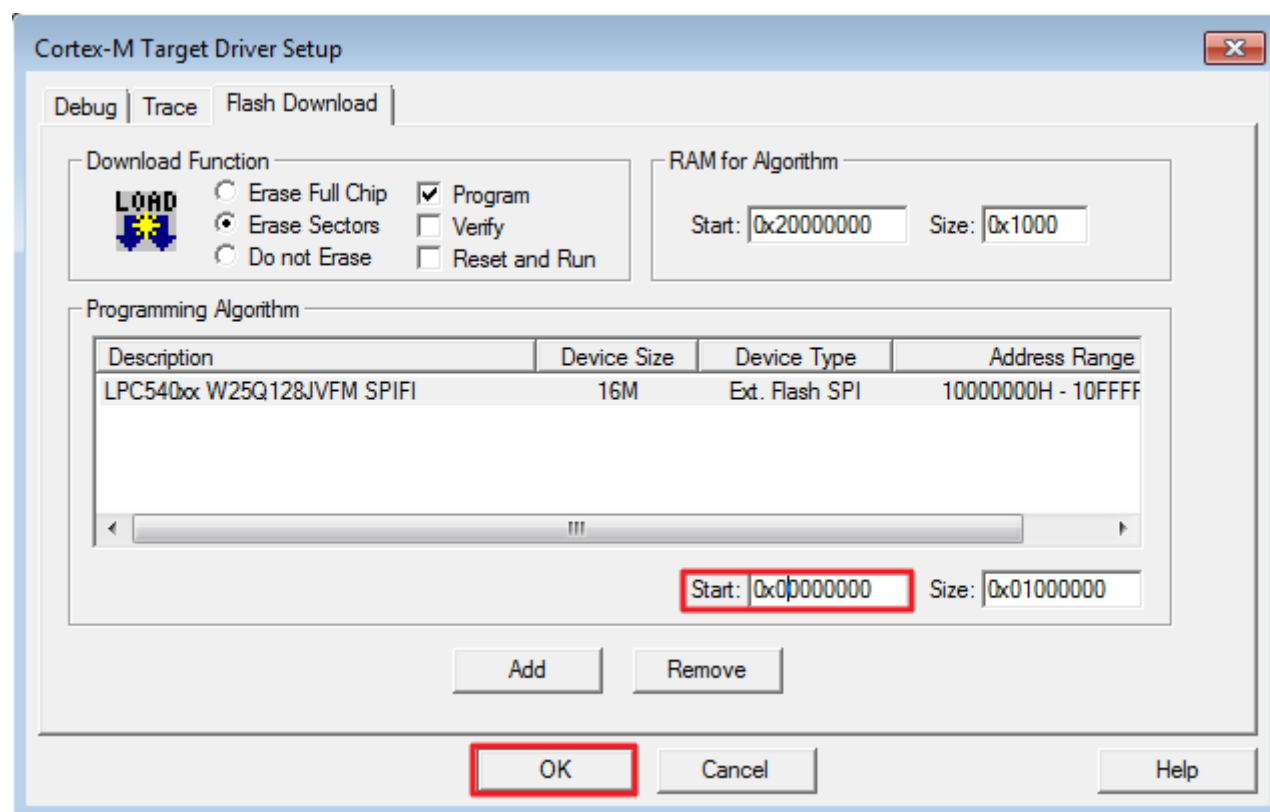 Cortex-M Target Driver Setup
Debug Trace Flash Download
Download Function
LOAD
Erase Full Chip
Erase Sectors
Do not Erase
Program
Verify
Reset and Run
RAM for Algorithm
Start: 0x20000000 Size: 0x1000
Programming Algorithm
Description Device Size Device Type Address Range
LPC540xx W25Q128JVFM SPIFI 16M Ext. Flash SPI 10000000H - 10FFFF
Start: 0x00000000 Size: 0x01000000
Add Remove
OK Cancel Help